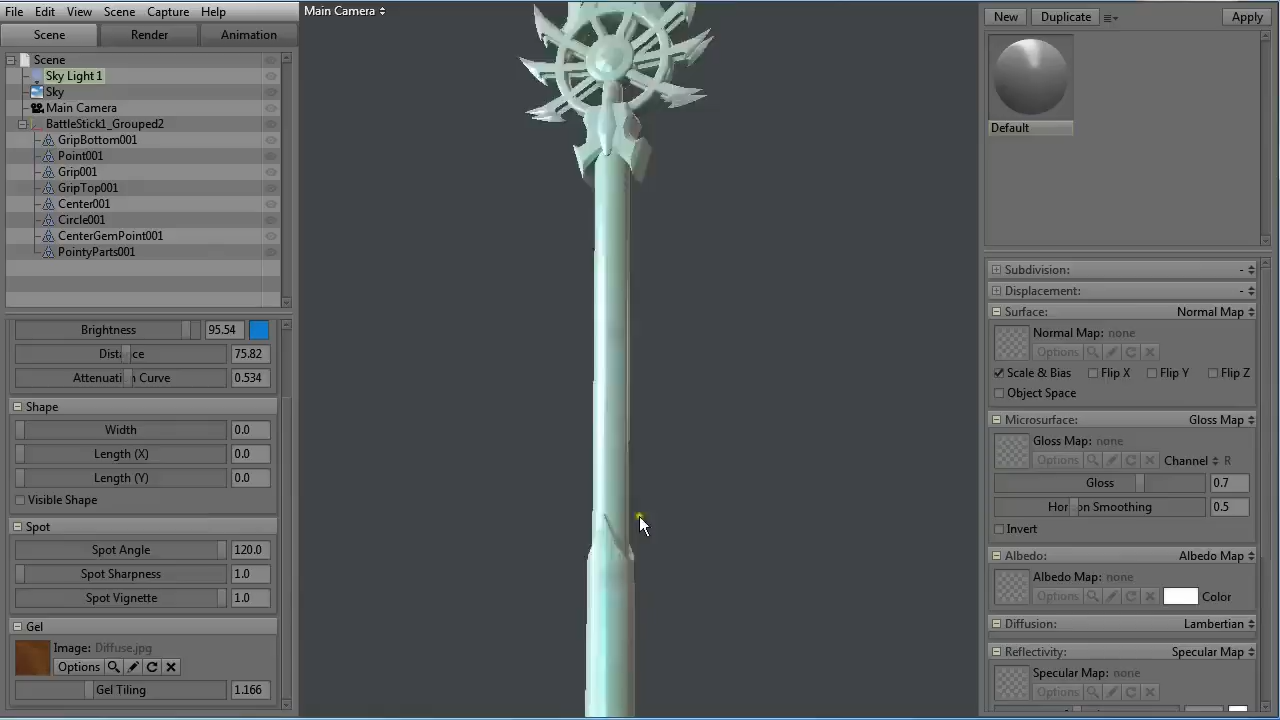 File Edit View Scene Capture Help
Scene Render Animation
Scene
Sky Light 1
Sky
Main Camera
BattleStick1_Grouped2
GripBottom001
Point001
Grip001
GripTop001
Center001
Circle001
CenterGemPoint001
PointyParts001
Brightness 95.54
Distance 75.82
Attenuation Curve 0.534
Shape
Width 0.0
Length (X) 0.0
Length (Y) 0.0
Visible Shape
Spot
Spot Angle 120.0
Spot Sharpness 1.0
Spot Vignette 1.0
Gel
Image: Diffuse.jpg
Options
Gel Tiling 1.166
Main Camera
New Duplicate Apply
Default
Subdivision: -
Displacement: -
Surface: Normal Map
Normal Map: none
Options
Scale & Bias Flip X Flip Y Flip Z
Object Space
Microsurface: Gloss Map
Gloss Map: none
Options Channel R
Gloss 0.7
Horizon Smoothing 0.5
Invert
Albedo: Albedo Map
Albedo Map: none
Options Color
Diffusion: Lambertian
Reflectivity: Specular Map
Specular Map: none
Options